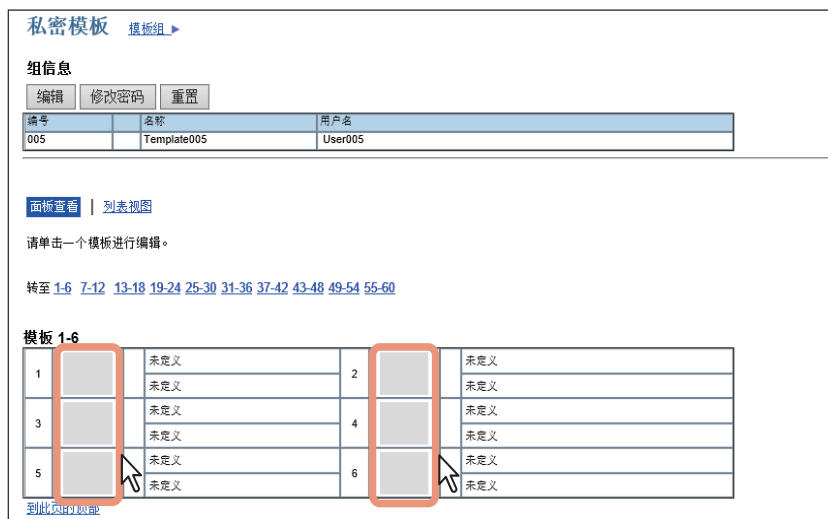 私密模板 模板组
组信息
编辑 修改密码 重置
编号 名称 用户名
005 Template005 User005
面板查看 | 列表视图
请单击一个模板进行编辑。
转至 1-6 7-12 13-18 19-24 25-30 31-36 37-42 43-48 49-54 55-60
模板 1-6
1 未定义 2 未定义
未定义 未定义
3 未定义 4 未定义
未定义 未定义
5 未定义 6 未定义
未定义 未定义
到此页的顶部